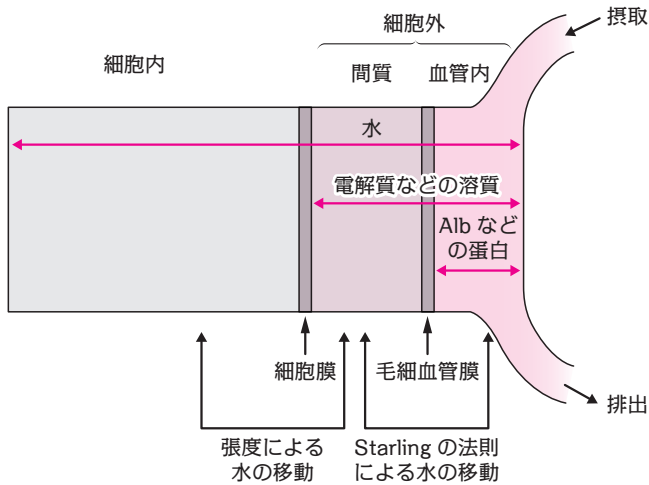 細胞外
摂取
細胞内
間質
血管内
水
電解質などの溶質
Alb など
の蛋白
細胞膜
毛細血管膜
排出
張度による
水の移動
Starling の法則
による水の移動